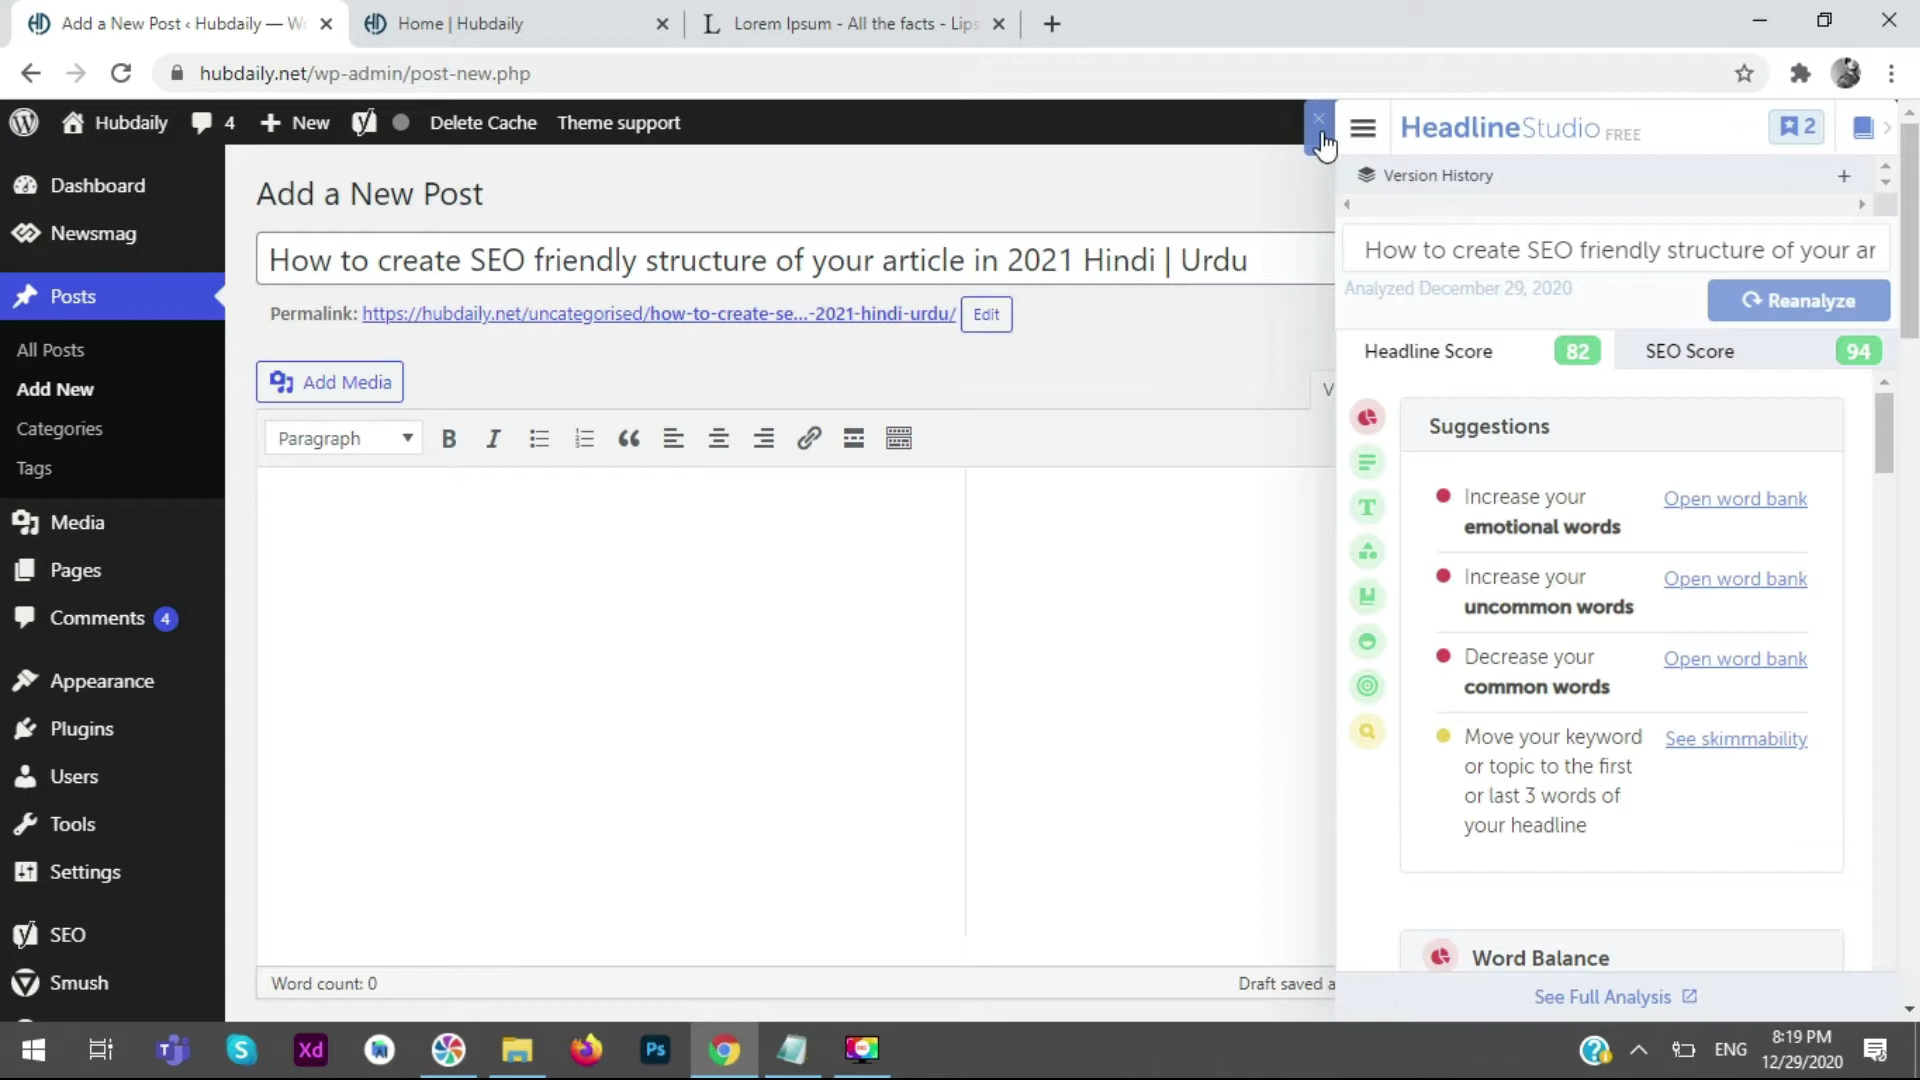 Add a New Post ‹ Hubdaily — Wo
Home | Hubdaily
Lorem Ipsum - All the facts - Lips
hubdaily.net/wp-admin/post-new.php
Hubdaily
4
New
Delete Cache
Theme support
HeadlineStudio FREE
2
Dashboard
Newsmag
Posts
All Posts
Add New
Categories
Tags
Media
Pages
Comments 4
Appearance
Plugins
Users
Tools
Settings
SEO
Smush
Add a New Post
How to create SEO friendly structure of your article in 2021 Hindi | Urdu
Permalink: https://hubdaily.net/uncategorised/how-to-create-se...-2021-hindi-urdu/ Edit
Add Media
V
Paragraph
Word count: 0
Draft saved a
Version History
How to create SEO friendly structure of your ar
Analyzed December 29, 2020
Reanalyze
Headline Score 82
SEO Score 94
Suggestions
Increase your
emotional words
Open word bank
Increase your
uncommon words
Open word bank
Decrease your
common words
Open word bank
Move your keyword
or topic to the first
or last 3 words of
your headline
See skimmability
Word Balance
See Full Analysis
Xd
Ps
ENG
8:19 PM
12/29/2020